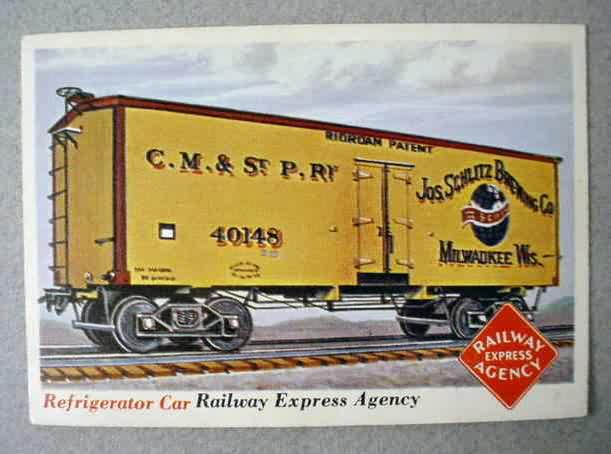 RIORDAN PATENT
C. M. & St. P. Ry
40148
Jos. Schlitz Brewing Co.
Milwaukee Wis.
RAILWAY
EXPRESS
AGENCY
Refrigerator Car Railway Express Agency